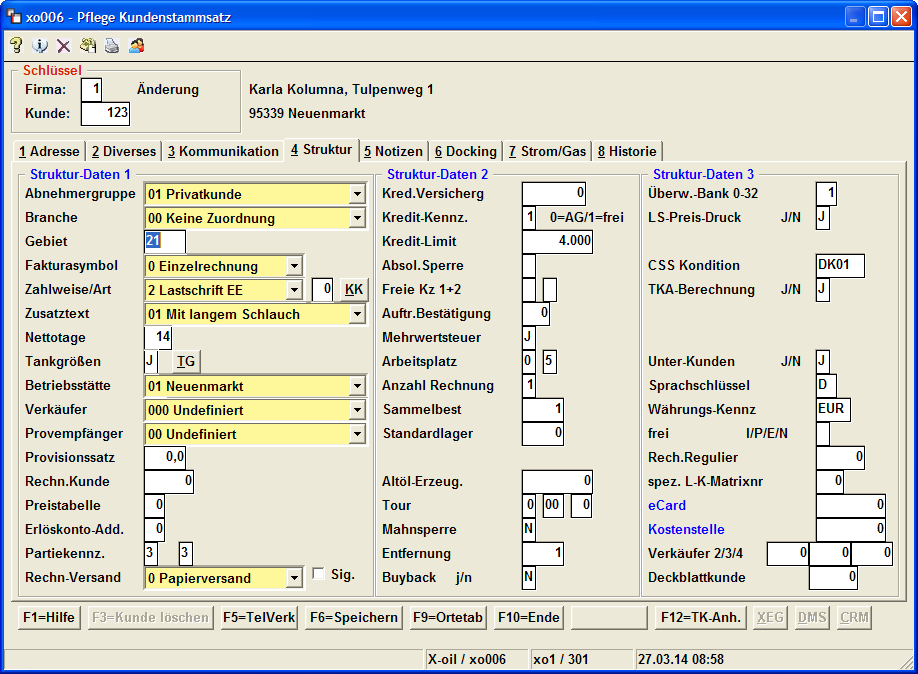 xo006 - Pflege Kundenstammsatz
Schlüssel
Firma: 1 Änderung Karla Kolumna, Tulpenweg 1
Kunde: 123 95339 Neuenmarkt
1 Adresse 2 Diverses 3 Kommunikation 4 Struktur 5 Notizen 6 Docking 7 Strom/Gas 8 Historie
Struktur-Daten 1 Struktur-Daten 2 Struktur-Daten 3
Abnehmergruppe 01 Privatkunde Kred.Versicherg 0 Überw.-Bank 0-32 1
Branche 00 Keine Zuordnung Kredit-Kennz. 1 0=AG/1=frei LS-Preis-Druck J/N J
Gebiet 21 Kredit-Limit 4.000
Fakturasymbol 0 Einzelrechnung Absol.Sperre CSS Kondition DK01
Zahlweise/Art 2 Lastschrift EE 0 KK Freie Kz 1+2 TKA-Berechnung J/N J
Zusatztext 01 Mit langem Schlauch Auftr.Bestätigung 0
Nettotage 14 Mehrwertsteuer J
Tankgrößen J TG Arbeitsplatz 0 5 Unter-Kunden J/N J
Betriebsstätte 01 Neuenmarkt Anzahl Rechnung 1 Sprachschlüssel D
Verkäufer 000 Undefiniert Sammelbest 1 Währungs-Kennz EUR
Provempfänger 00 Undefiniert Standardlager 0 frei I/P/E/N
Provisionssatz 0,0 Rech.Regulier 0
Rechn.Kunde 0 Altöl-Erzeug. 0 spez. L-K-Matrixnr 0
Preistabelle 0 Tour 0 00 0 eCard 0
Erlöskonto-Add. 0 Mahnsperre N Kostenstelle 0
Partiekennz. 3 3 Entfernung 1 Verkäufer 2/3/4 0 0 0
Rechn-Versand 0 Papierversand Sig. Buyback j/n N Deckblattkunde 0
F1=Hilfe F3=Kunde löschen F5=TelVerk F6=Speichern F9=Ortetab F10=Ende F12=TK-Anh. XEG DMS CRM
X-oil / xo006 xo1 / 301 27.03.14 08:58